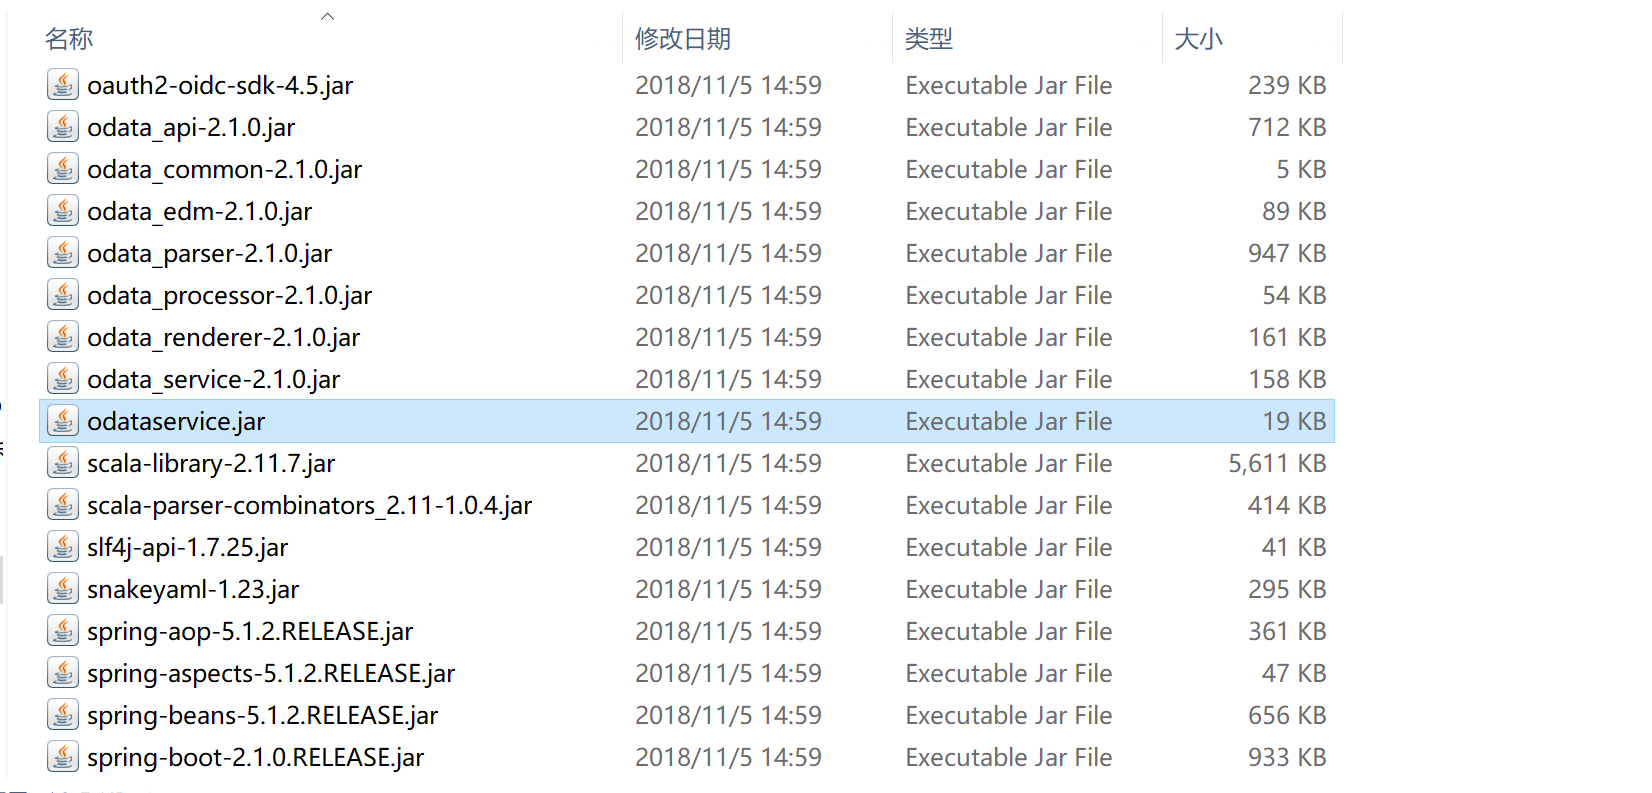 名称 修改日期 类型 大小
oauth2-oidc-sdk-4.5.jar 2018/11/5 14:59 Executable Jar File 239 KB
odata_api-2.1.0.jar 2018/11/5 14:59 Executable Jar File 712 KB
odata_common-2.1.0.jar 2018/11/5 14:59 Executable Jar File 5 KB
odata_edm-2.1.0.jar 2018/11/5 14:59 Executable Jar File 89 KB
odata_parser-2.1.0.jar 2018/11/5 14:59 Executable Jar File 947 KB
odata_processor-2.1.0.jar 2018/11/5 14:59 Executable Jar File 54 KB
odata_renderer-2.1.0.jar 2018/11/5 14:59 Executable Jar File 161 KB
odata_service-2.1.0.jar 2018/11/5 14:59 Executable Jar File 158 KB
odataservice.jar 2018/11/5 14:59 Executable Jar File 19 KB
scala-library-2.11.7.jar 2018/11/5 14:59 Executable Jar File 5,611 KB
scala-parser-combinators_2.11-1.0.4.jar 2018/11/5 14:59 Executable Jar File 414 KB
slf4j-api-1.7.25.jar 2018/11/5 14:59 Executable Jar File 41 KB
snakeyaml-1.23.jar 2018/11/5 14:59 Executable Jar File 295 KB
spring-aop-5.1.2.RELEASE.jar 2018/11/5 14:59 Executable Jar File 361 KB
spring-aspects-5.1.2.RELEASE.jar 2018/11/5 14:59 Executable Jar File 47 KB
spring-beans-5.1.2.RELEASE.jar 2018/11/5 14:59 Executable Jar File 656 KB
spring-boot-2.1.0.RELEASE.jar 2018/11/5 14:59 Executable Jar File 933 KB